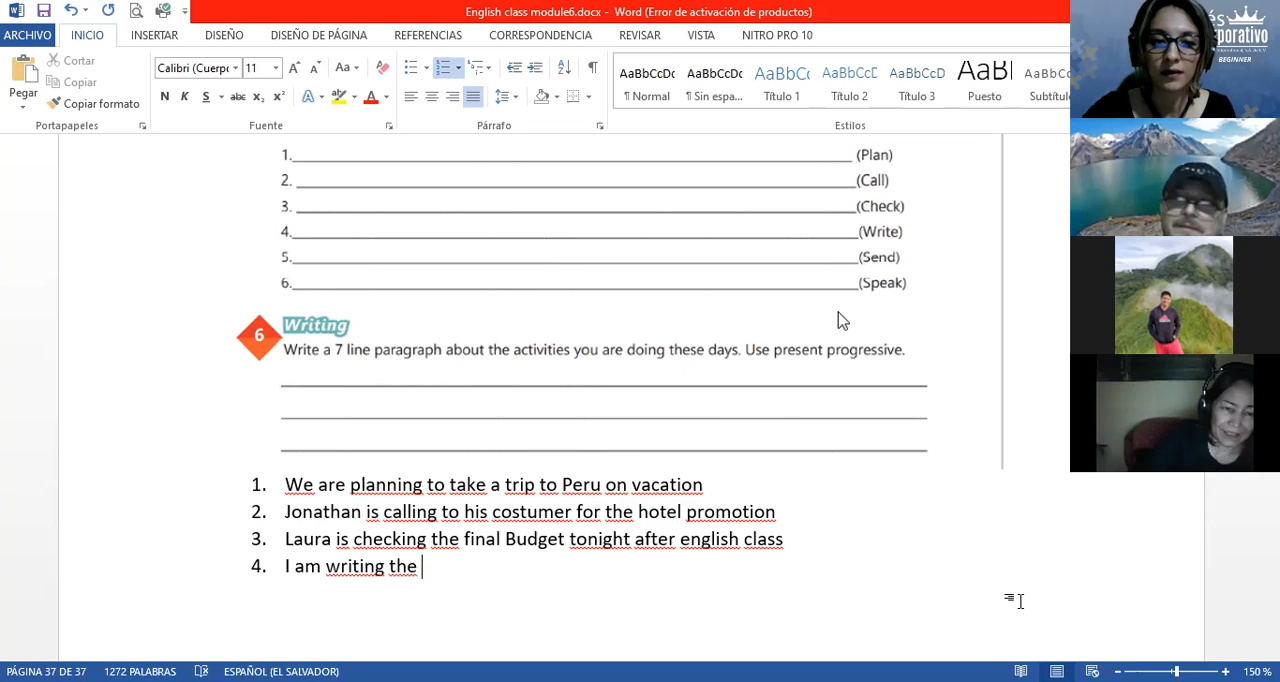 English class module6.docx - Word (Error de activación de productos)
ARCHIVO INICIO INSERTAR DISEÑO DISEÑO DE PÁGINA REFERENCIAS CORRESPONDENCIA REVISAR VISTA NITRO PRO 10
Pegar
Cortar
Copiar
Copiar formato
Portapapeles
Calibri (Cuerpo 11
Fuente
Párrafo
AaBbCcDc AaBbCcDc AaBbCc AaBbCcD AaBbCcD AaBl AaBbCcD
¶ Normal ¶ Sin espa... Título 1 Título 2 Título 3 Puesto Subtítulo
Estilos
1. (Plan)
2. (Call)
3. (Check)
4. (Write)
5. (Send)
6. (Speak)
6 Writing
Write a 7 line paragraph about the activities you are doing these days. Use present progressive.
1. We are planning to take a trip to Peru on vacation
2. Jonathan is calling to his costumer for the hotel promotion
3. Laura is checking the final Budget tonight after english class
4. I am writing the
PÁGINA 37 DE 37 1272 PALABRAS ESPAÑOL (EL SALVADOR) 150 %
BEGINNER